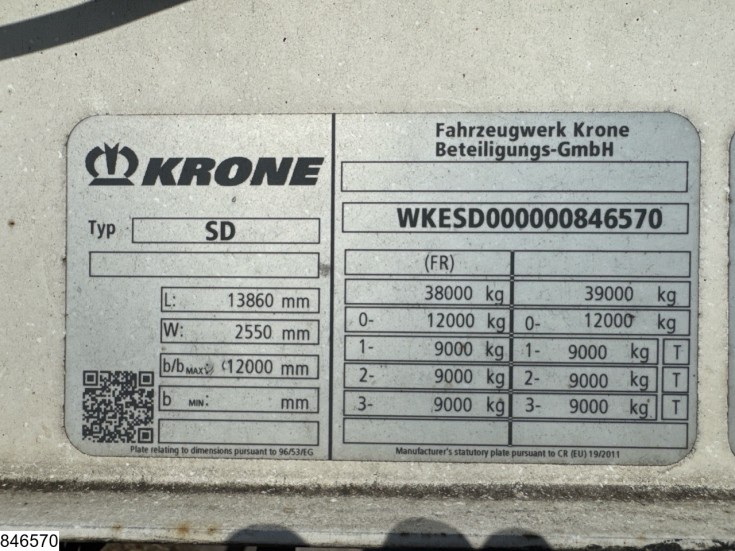 KRONE
Typ SD
L: 13860 mm
W: 2550 mm
b/b MAX: 12000 mm
b MIN: mm
Plate relating to dimensions pursuant to 96/53/EG
Fahrzeugwerk Krone
Beteiligungs-GmbH
WKESD000000846570
(FR)
38000 kg 39000 kg
0- 12000 kg 0- 12000 kg
1- 9000 kg 1- 9000 kg T
2- 9000 kg 2- 9000 kg T
3- 9000 kg 3- 9000 kg T
Manufacturer's statutory plate pursuant to CR (EU) 19/2011
846570